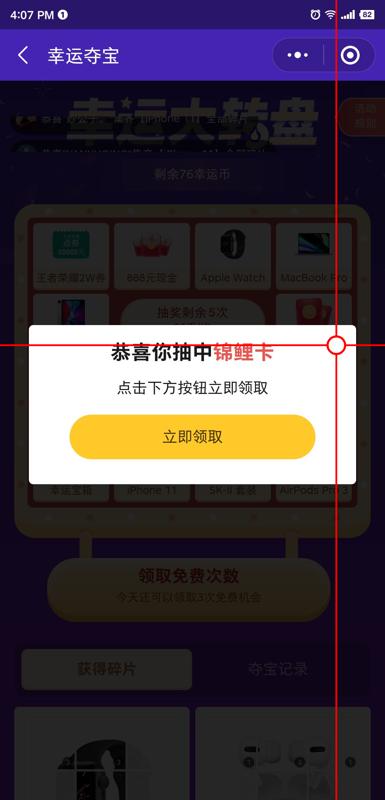 4:07 PM
82
幸运夺宝
幸运大转盘
活动
规则
剩余76幸运币
王者荣耀2W券
888元现金
Apple Watch
MacBook Pro
抽奖剩余5次
恭喜你抽中锦鲤卡
点击下方按钮立即领取
立即领取
幸运宝箱
iPhone 11
SK-II 套装
AirPods Pro 3
领取免费次数
今天还可以领取3次免费机会
获得碎片
夺宝记录